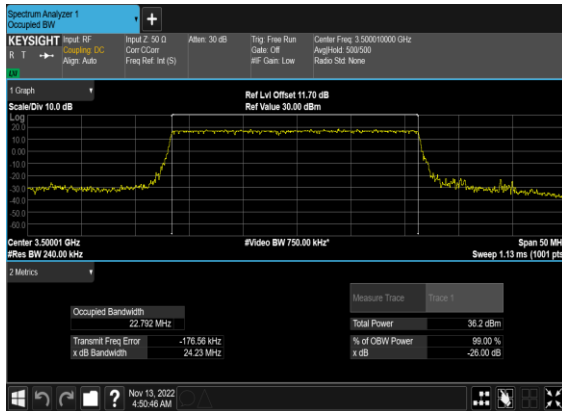 Spectrum Analyzer 1
Occupied BW
KEYSIGHT
R T
Input: RF
Coupling: DC
Align: Auto
Input Z: 50 Ω
Corr CCorr
Freq Ref: Int (S)
Atten: 30 dB
Trig: Free Run
Gate: Off
#IF Gain: Low
Center Freq: 3.500010000 GHz
Avg|Hold: 500/500
Radio Std: None
1 Graph
Scale/Div 10.0 dB
Ref Lvl Offset 11.70 dB
Ref Value 30.00 dBm
Log
20.0
10.0
0.00
-10.0
-20.0
-30.0
-40.0
-50.0
-60.0
Center 3.50001 GHz
#Res BW 240.00 kHz
#Video BW 750.00 kHz*
Span 50 MH
Sweep 1.13 ms (1001 pts
2 Metrics
Measure Trace
Trace 1
Occupied Bandwidth
22.792 MHz
Total Power
36.2 dBm
Transmit Freq Error
-176.56 kHz
% of OBW Power
99.00 %
x dB Bandwidth
24.23 MHz
x dB
-26.00 dB
?
Nov 13, 2022
4:50:46 AM